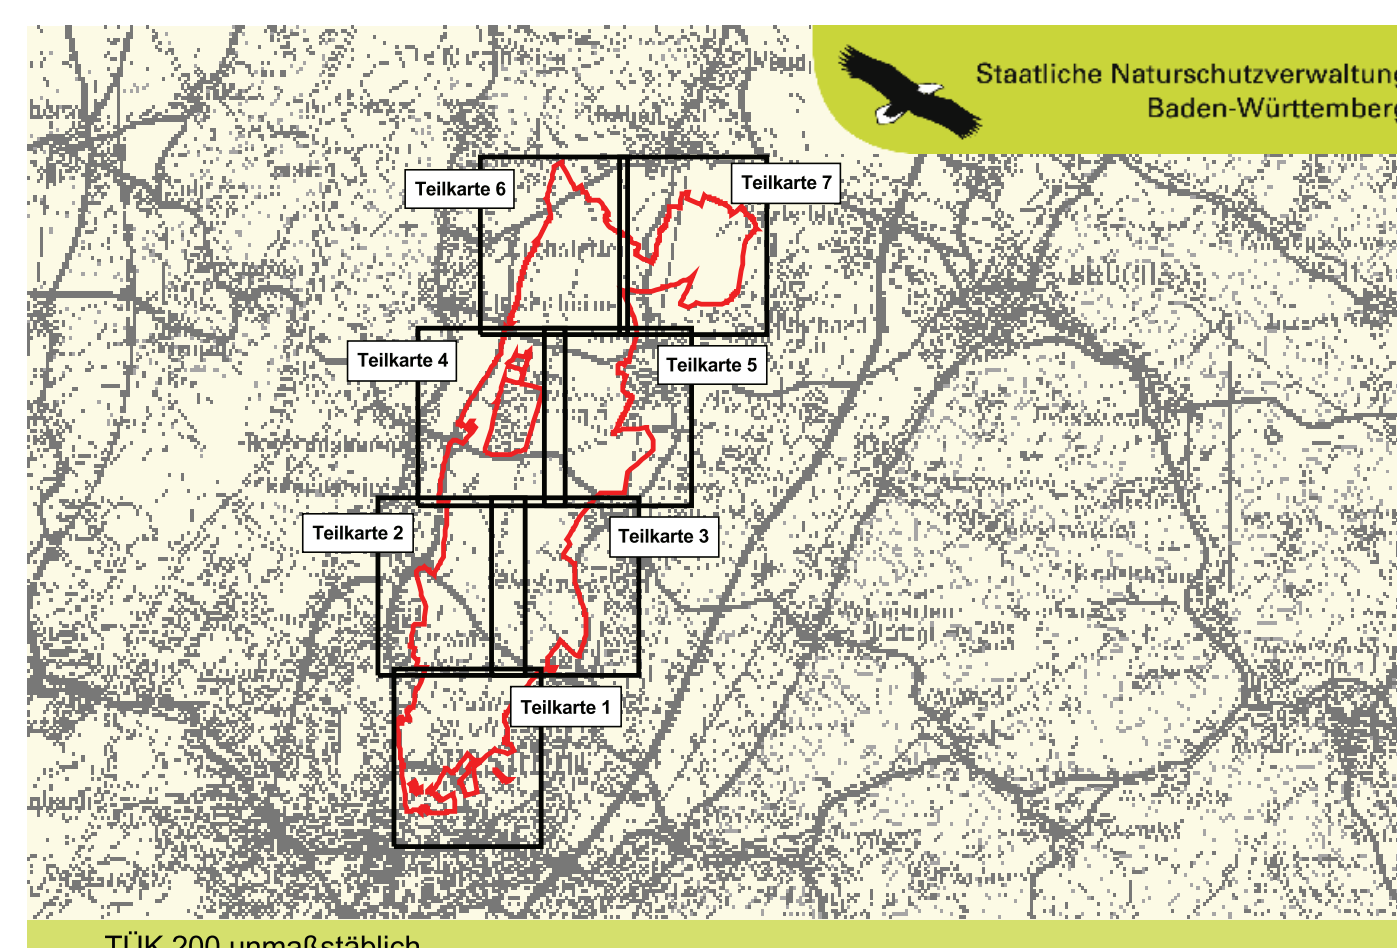 Staatliche Naturschutzverwaltung
Baden-Württemberg
Teilkarte 6
Teilkarte 7
Teilkarte 4
Teilkarte 5
Teilkarte 2
Teilkarte 3
Teilkarte 1
TÜK 200 unmaßstäblich